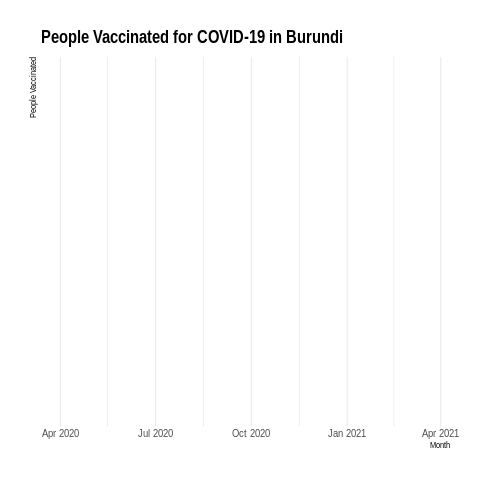 People Vaccinated for COVID-19 in Burundi
People Vaccinated
Apr 2020 Jul 2020 Oct 2020 Jan 2021 Apr 2021
Month